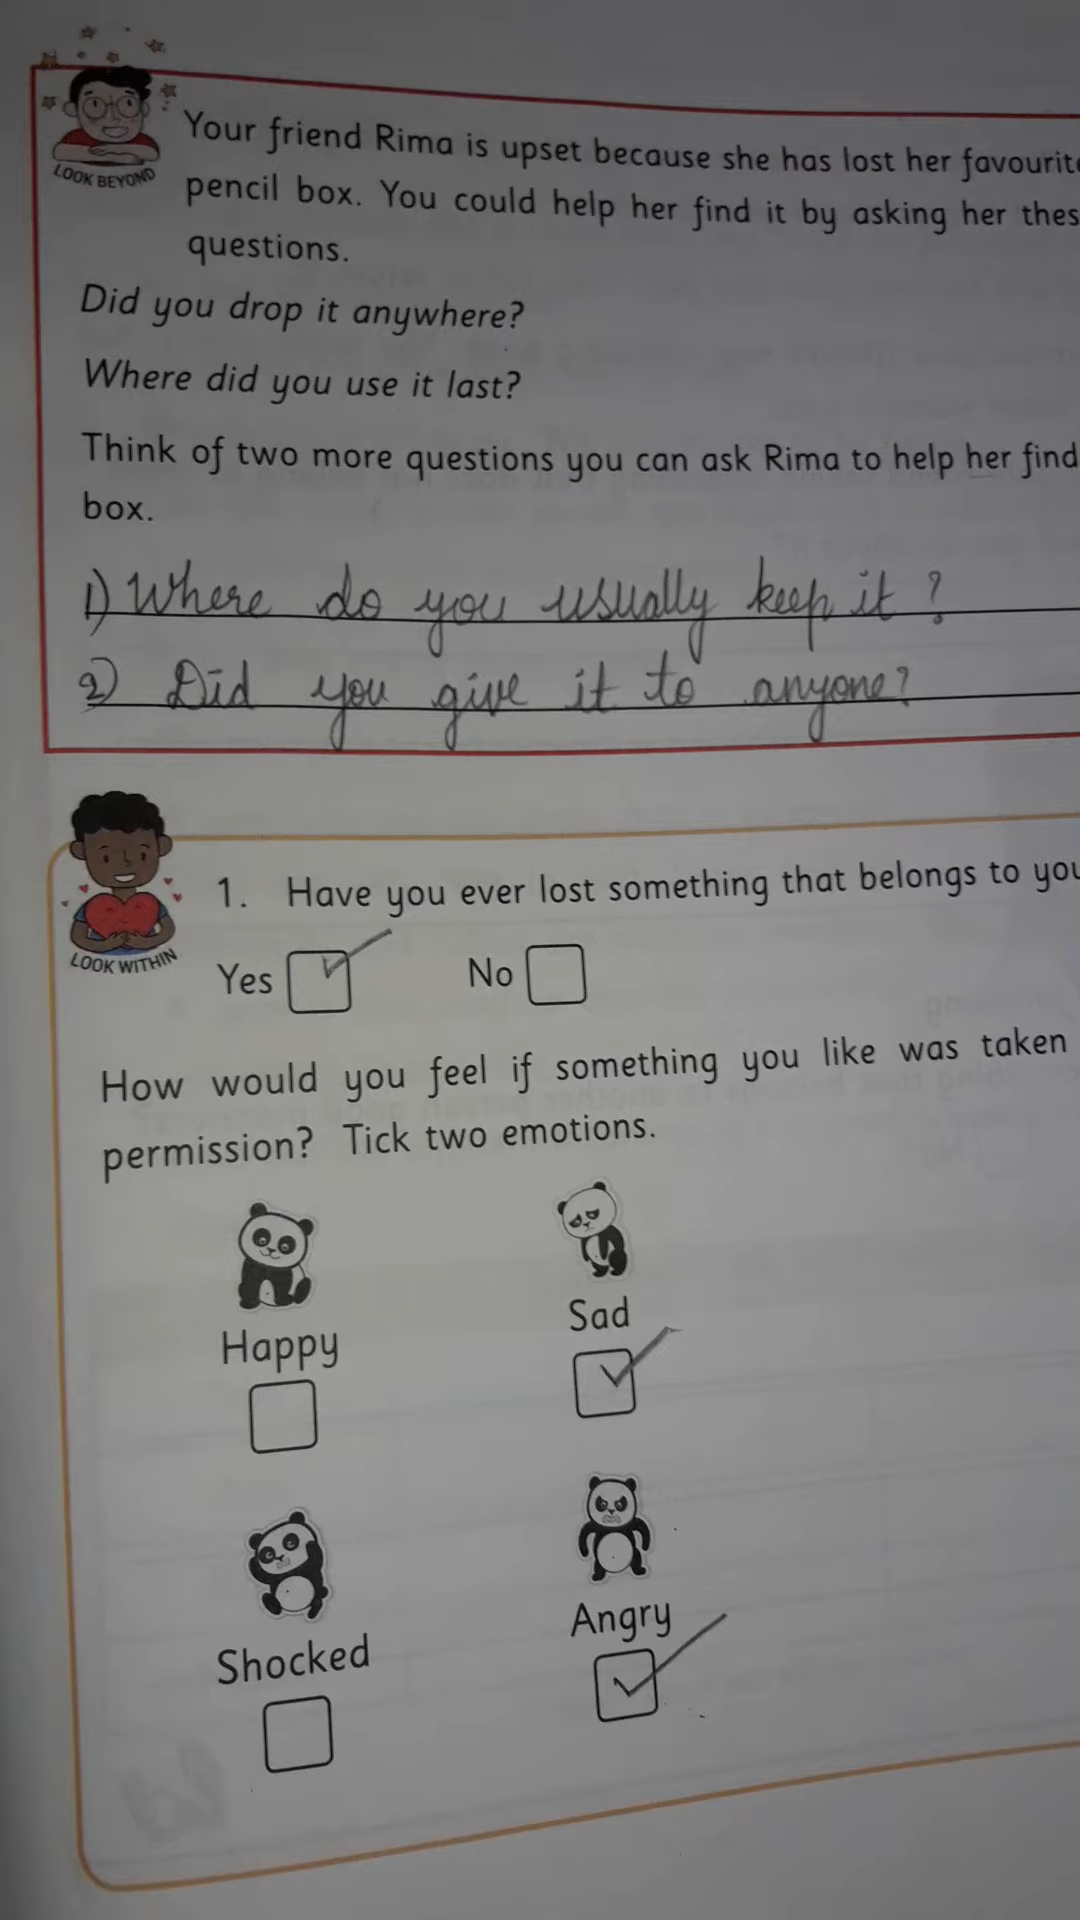 LOOK BEYOND
Your friend Rima is upset because she has lost her favourite
pencil box. You could help her find it by asking her thes
questions.
Did you drop it anywhere?
Where did you use it last?
Think of two more questions you can ask Rima to help her find
box.
1) Where do you usually keep it ?
2) Did you give it to anyone?
LOOK WITHIN
1. Have you ever lost something that belongs to you
Yes No
How would you feel if something you like was taken
permission? Tick two emotions.
Happy Sad
Shocked Angry